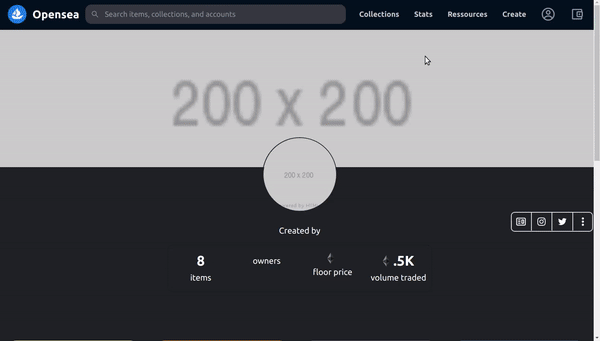 Opensea
Search items, collections, and accounts
Collections
Stats
Ressources
Create
200 x 200
200 x 200
Created by
8
items
owners
floor price
.5K
volume traded